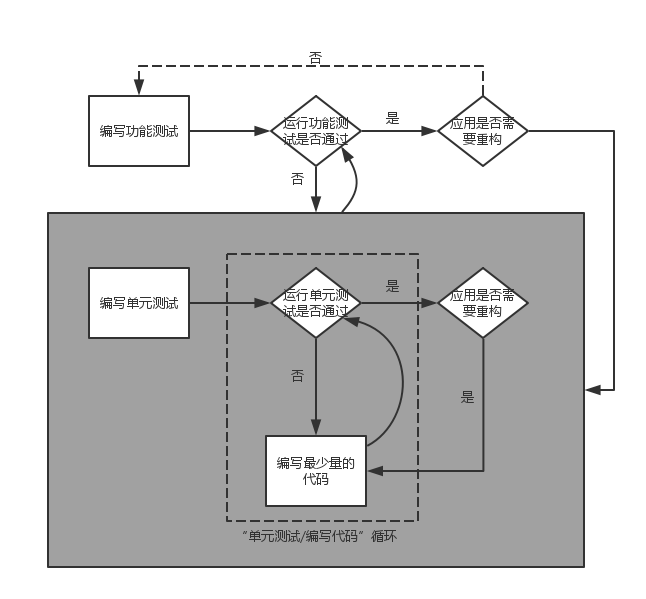 否
编写功能测试
运行功能测
试是否通过
是
应用是否需
要重构
否
编写单元测试
运行单元测
试是否通过
是
应用是否需
要重构
否
是
编写最少量的
代码
“单元测试/编写代码”循环